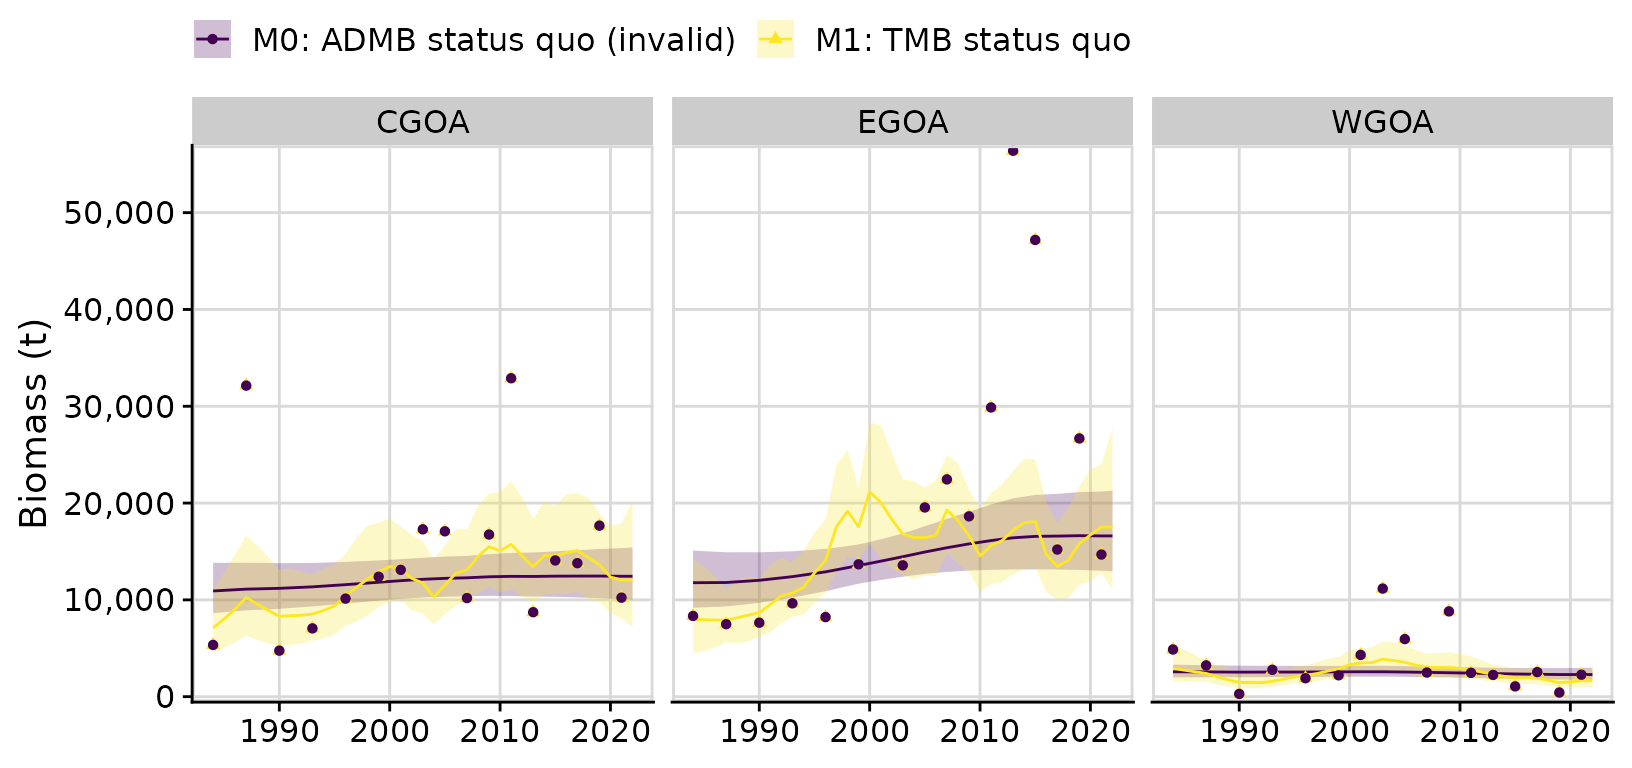 M0: ADMB status quo (invalid) M1: TMB status quo
CGOA EGOA WGOA
Biomass (t)
50,000
40,000
30,000
20,000
10,000
0
1990 2000 2010 2020 1990 2000 2010 2020 1990 2000 2010 2020